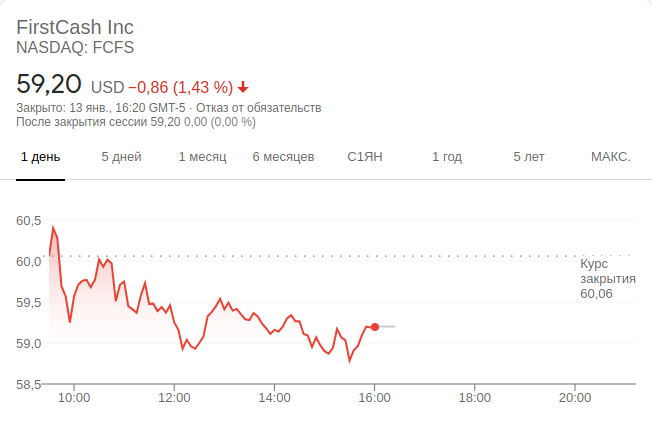 FirstCash Inc
NASDAQ: FCFS
59,20 USD −0,86 (1,43 %)
Закрыто: 13 янв., 16:20 GMT-5 · Отказ от обязательств
После закрытия сессии 59,20 0,00 (0,00 %)
1 день 5 дней 1 месяц 6 месяцев С1ЯН 1 год 5 лет МАКС.
60,5
60,0
Курс
закрытия
60,06
59,5
59,0
58,5
10:00 12:00 14:00 16:00 18:00 20:00